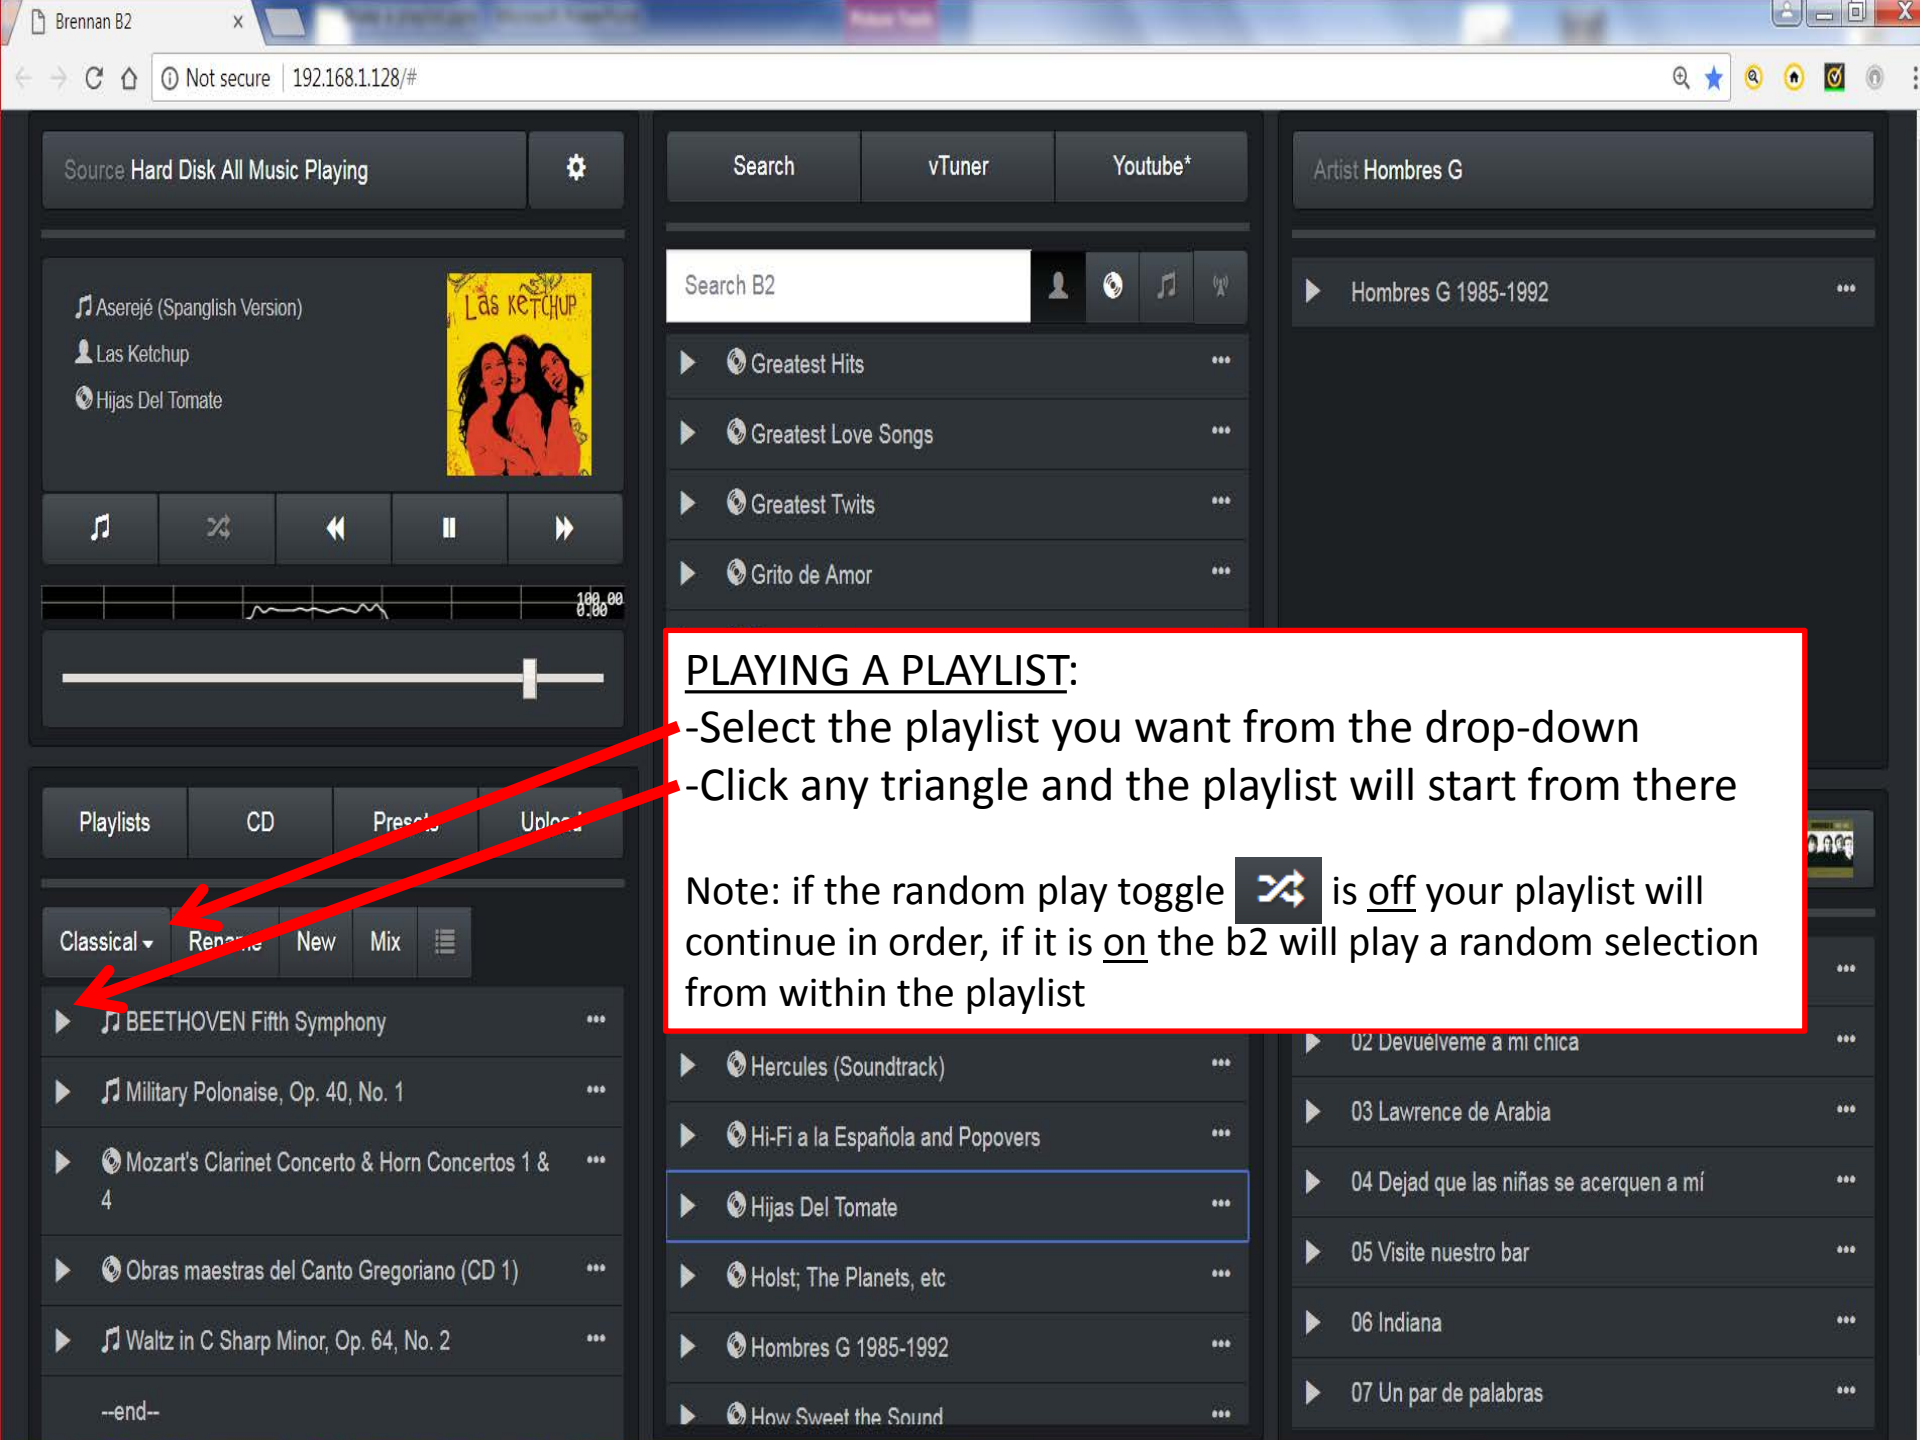 Brennan B2
Not secure 192.168.1.128/#
Source Hard Disk All Music Playing
Aserejé (Spanglish Version)
Las Ketchup
Hijas Del Tomate
Las Ketchup
100.00
0.00
Playlists CD Presets Upload
Classical Rename New Mix
BEETHOVEN Fifth Symphony
Military Polonaise, Op. 40, No. 1
Mozart's Clarinet Concerto & Horn Concertos 1 &
4
Obras maestras del Canto Gregoriano (CD 1)
Waltz in C Sharp Minor, Op. 64, No. 2
--end--
Search vTuner Youtube*
Search B2
Greatest Hits
Greatest Love Songs
Greatest Twits
Grito de Amor
PLAYING A PLAYLIST:
-Select the playlist you want from the drop-down
-Click any triangle and the playlist will start from there
Note: if the random play toggle is off your playlist will
continue in order, if it is on the b2 will play a random selection
from within the playlist
Hercules (Soundtrack)
Hi-Fi a la Española and Popovers
Hijas Del Tomate
Holst; The Planets, etc
Hombres G 1985-1992
How Sweet the Sound
Artist Hombres G
Hombres G 1985-1992
02 Devuélveme a mi chica
03 Lawrence de Arabia
04 Dejad que las niñas se acerquen a mí
05 Visite nuestro bar
06 Indiana
07 Un par de palabras